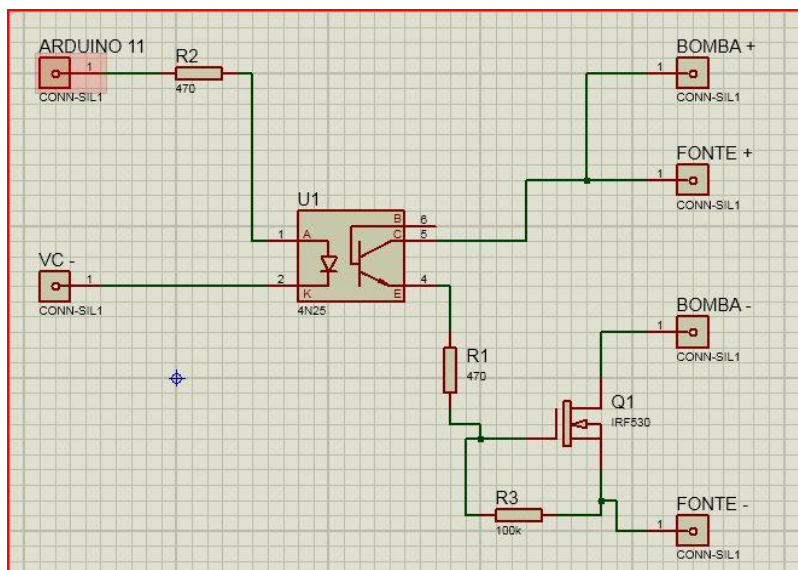 ARDUINO 11
1
CONN-SIL1
R2
470
BOMBA +
1
CONN-SIL1
FONTE +
1
CONN-SIL1
U1
1
A
B
6
C
5
2
K
E
4
4N25
VC -
1
CONN-SIL1
R1
470
BOMBA -
1
CONN-SIL1
Q1
IRF530
R3
100k
FONTE -
1
CONN-SIL1